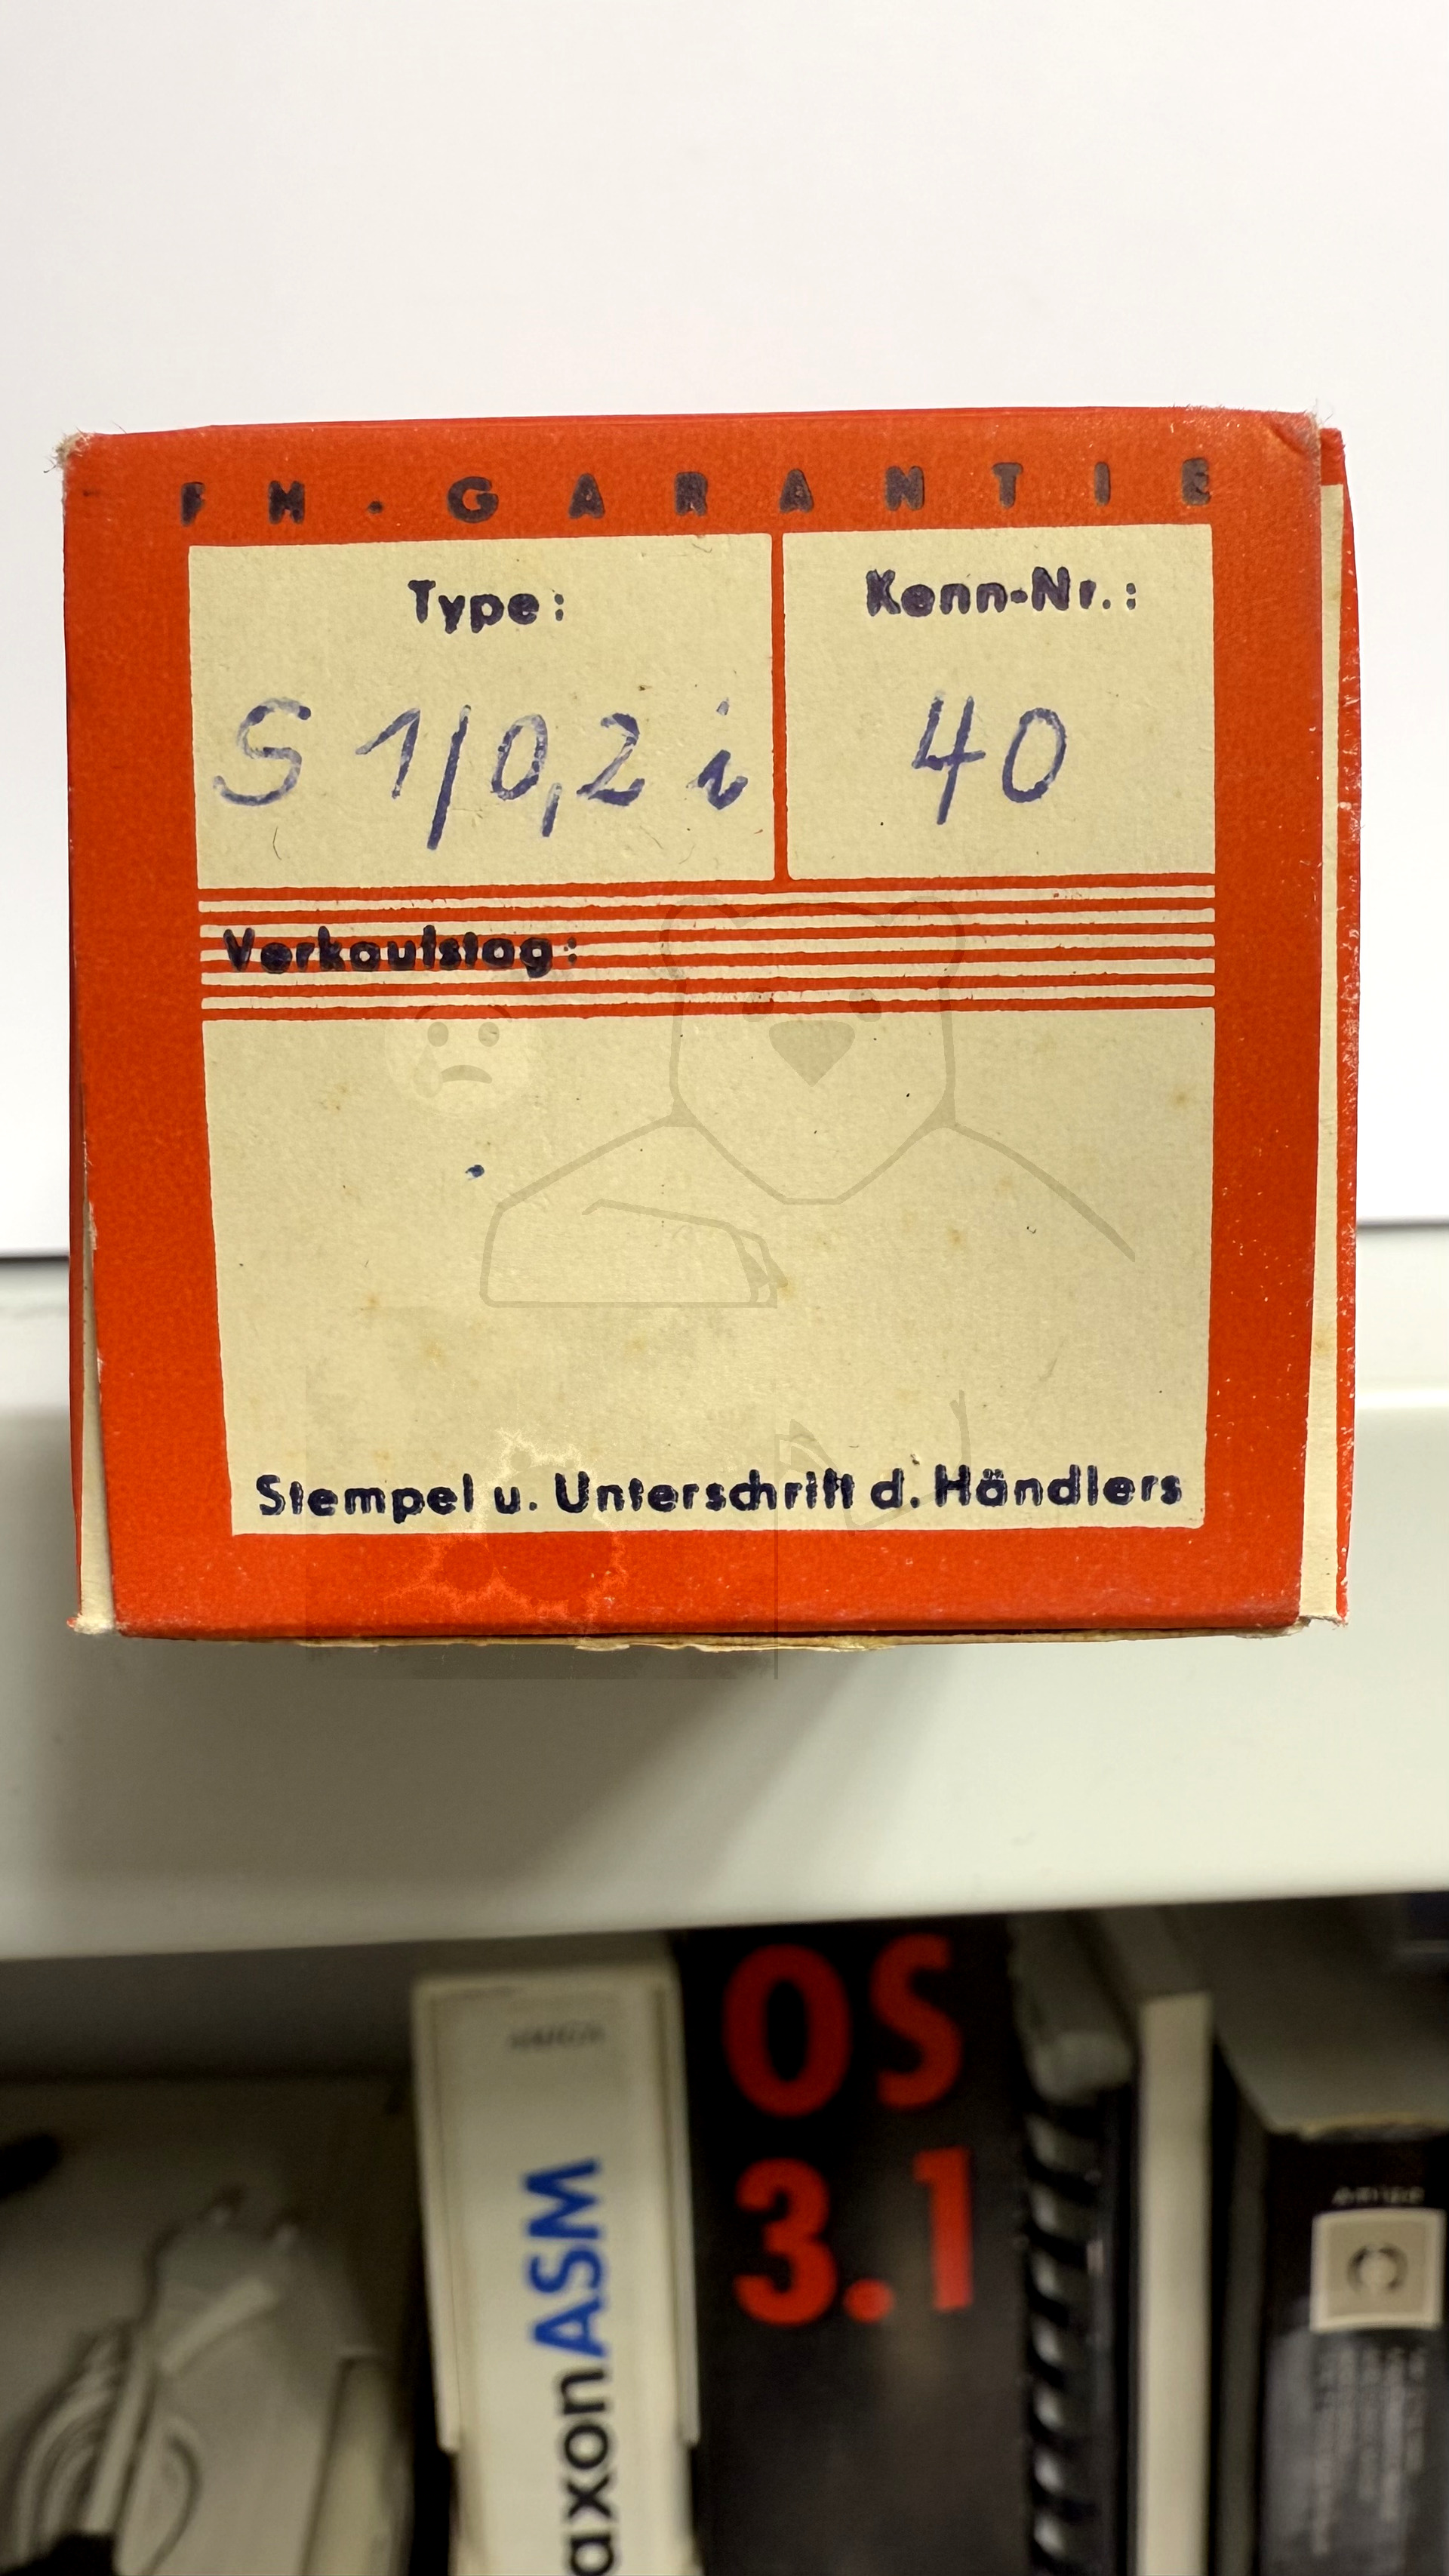 FH·GARANTIE
Type:
Kenn-Nr.:
S 1/0,2 i
40
Verkaufstag:
Stempel u. Unterschrift d. Händlers
OS
3.1
axonASM